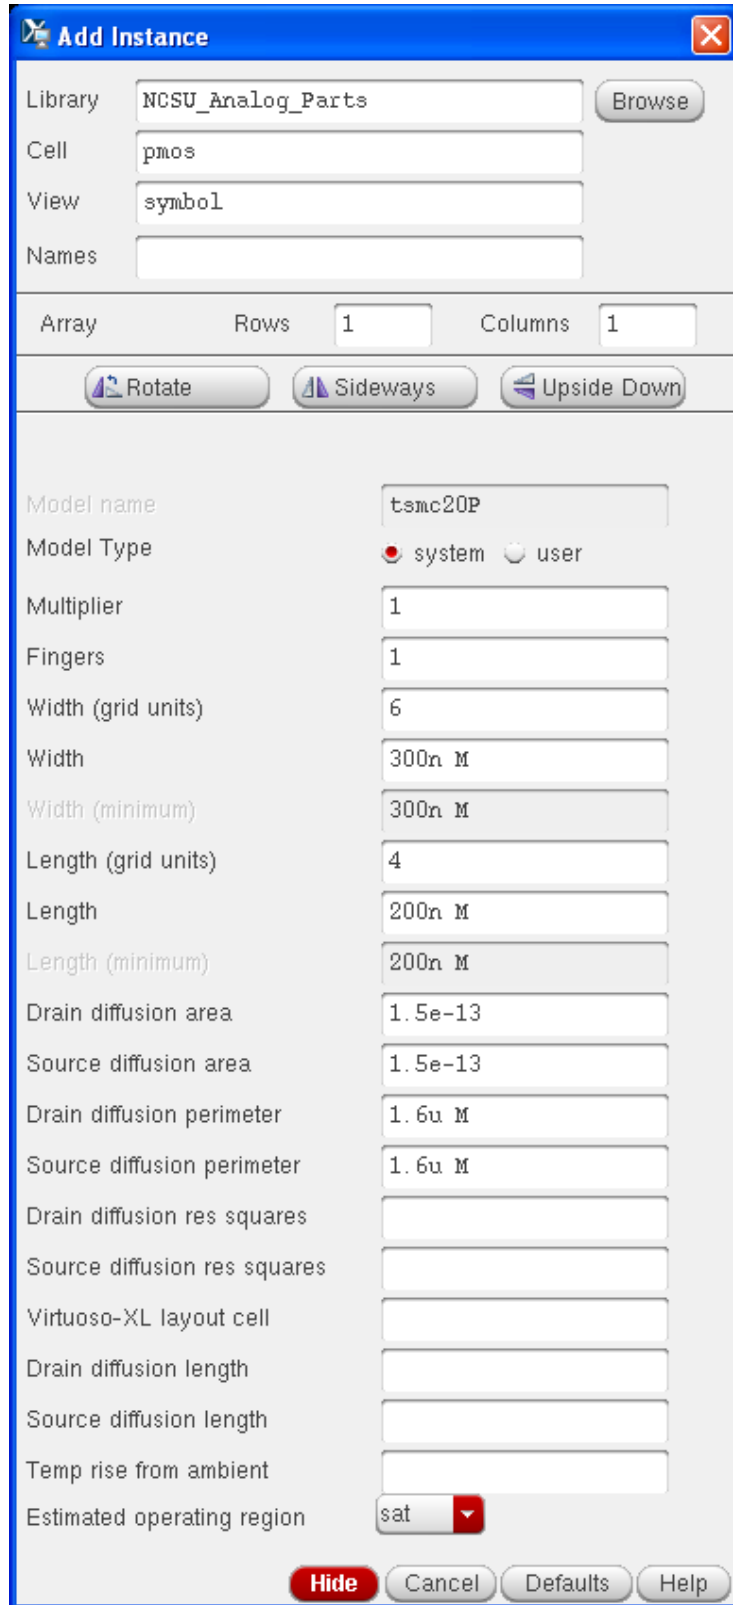 Add Instance
Library NCSU_Analog_Parts Browse
Cell pmos
View symbol
Names
Array Rows 1 Columns 1
Rotate Sideways Upside Down
Model name tsmc20P
Model Type system user
Multiplier 1
Fingers 1
Width (grid units) 6
Width 300n M
Width (minimum) 300n M
Length (grid units) 4
Length 200n M
Length (minimum) 200n M
Drain diffusion area 1.5e-13
Source diffusion area 1.5e-13
Drain diffusion perimeter 1.6u M
Source diffusion perimeter 1.6u M
Drain diffusion res squares
Source diffusion res squares
Virtuoso-XL layout cell
Drain diffusion length
Source diffusion length
Temp rise from ambient
Estimated operating region sat
Hide Cancel Defaults Help